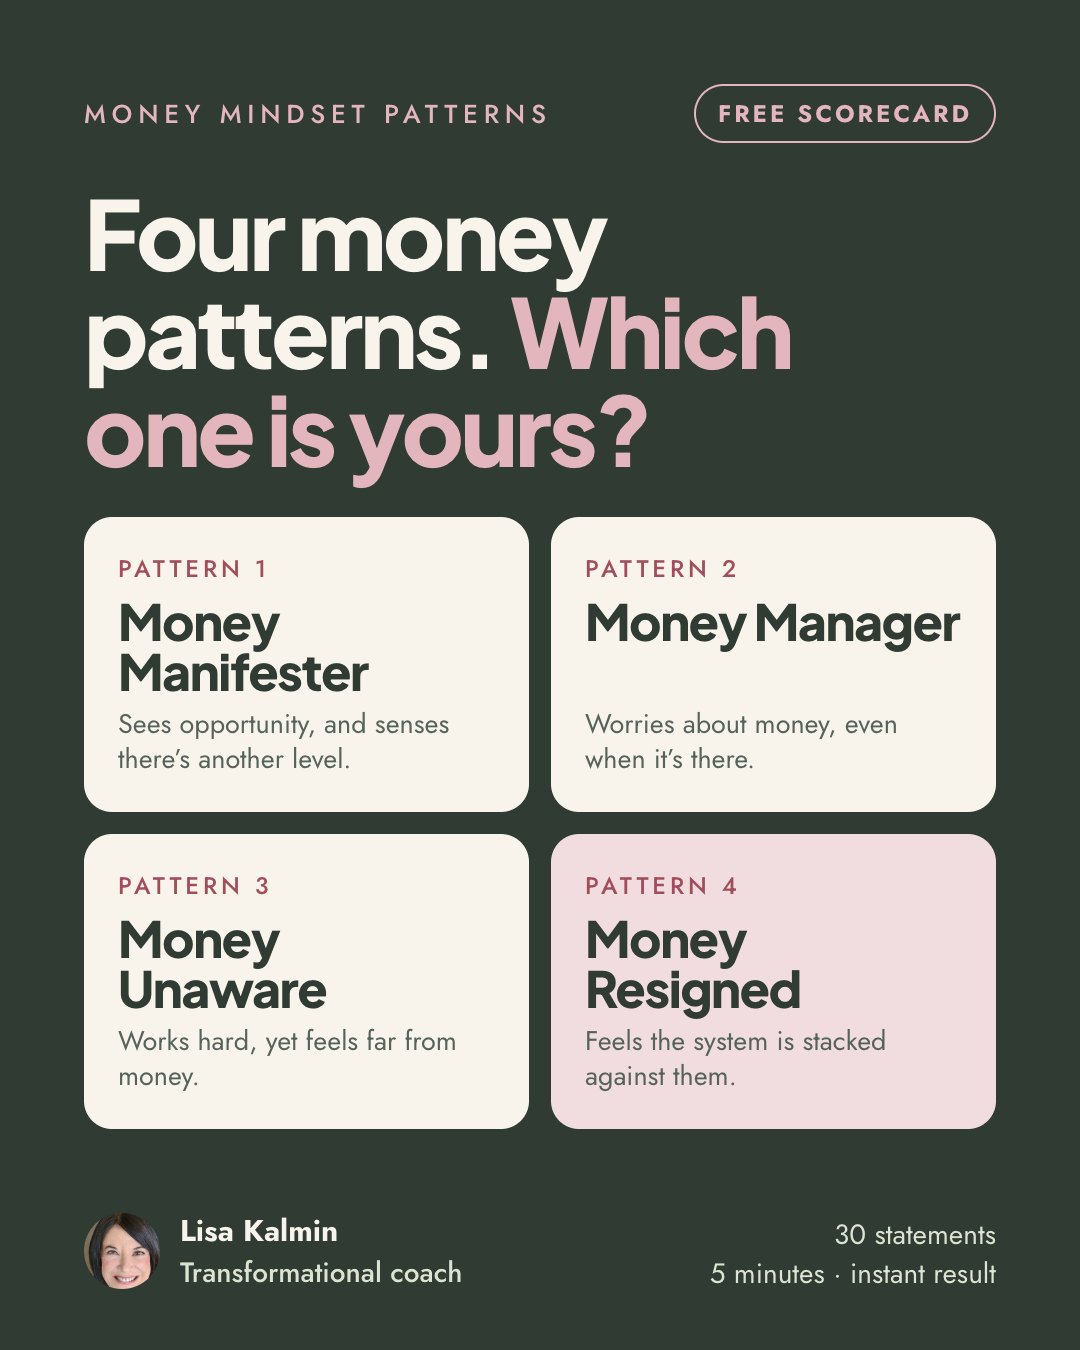 MONEY MINDSET PATTERNS
FREE SCORECARD
Four money
patterns. Which
one is yours?
PATTERN 1
Money
Manifester
Sees opportunity, and senses
there’s another level.
PATTERN 2
Money Manager
Worries about money, even
when it’s there.
PATTERN 3
Money
Unaware
Works hard, yet feels far from
money.
PATTERN 4
Money
Resigned
Feels the system is stacked
against them.
Lisa Kalmin
Transformational coach
30 statements
5 minutes · instant result